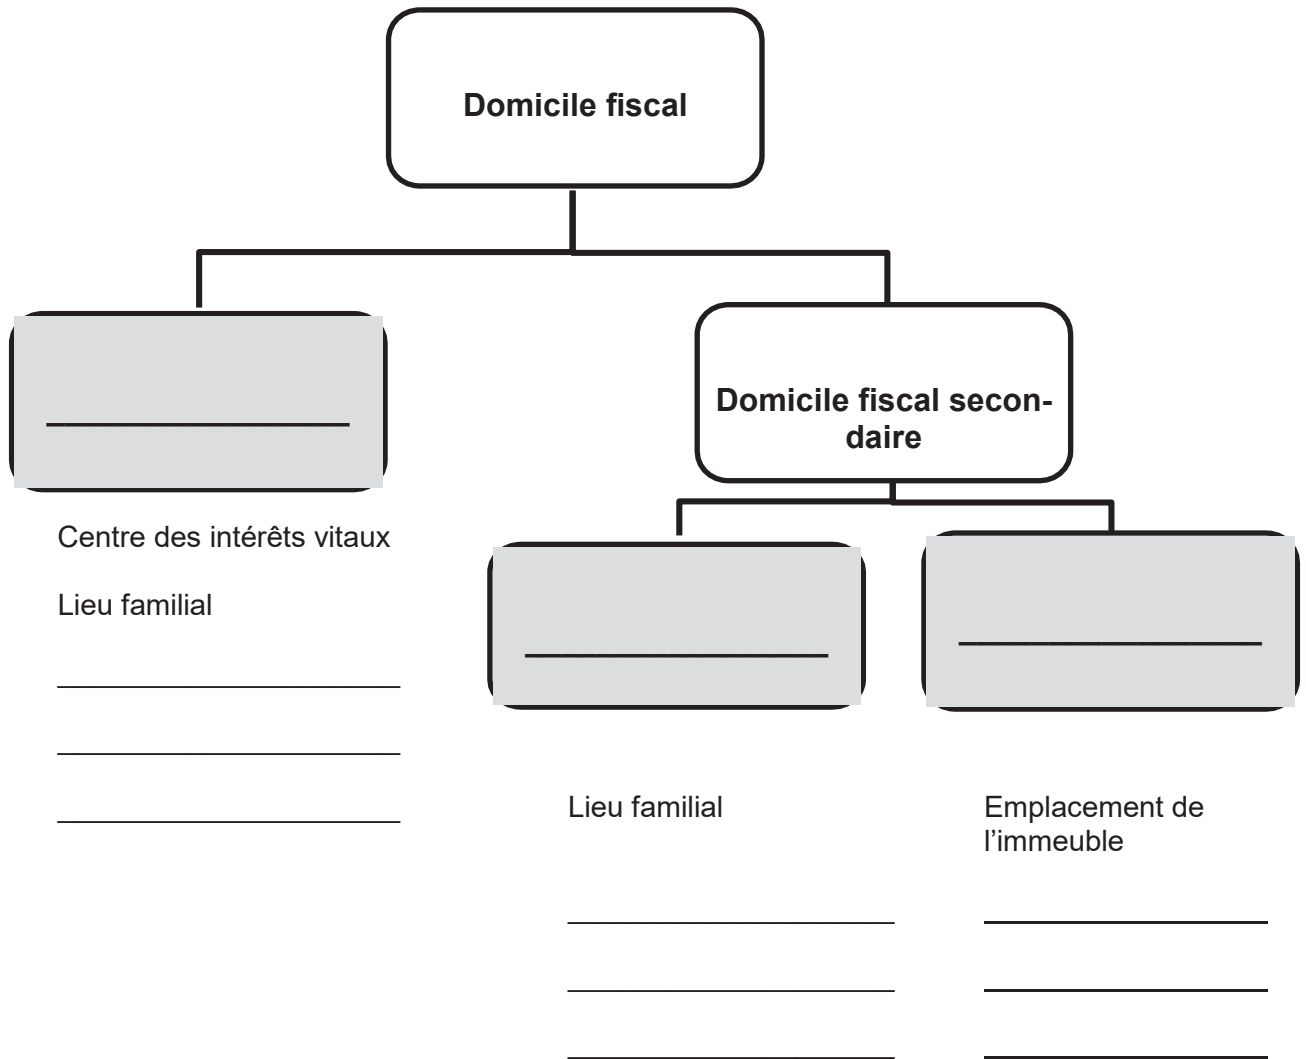 Domicile fiscal
Domicile fiscal secon-
daire
Centre des intérêts vitaux
Lieu familial
Lieu familial
Emplacement de
l’immeuble